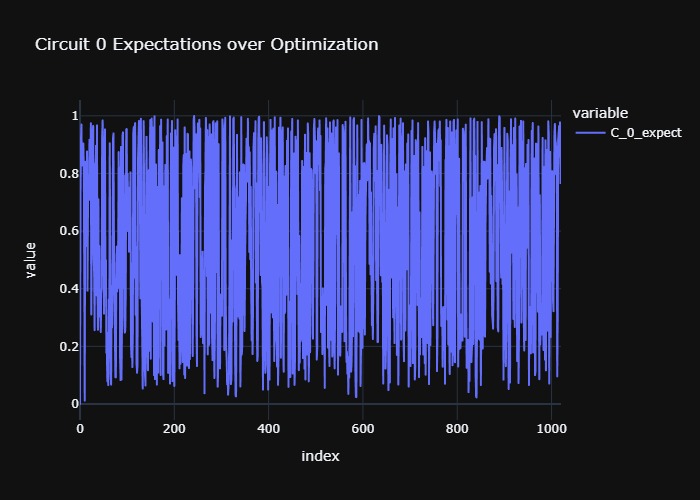 Circuit 0 Expectations over Optimization
variable
C_0_expect
value
1
0.8
0.6
0.4
0.2
0
0 200 400 600 800 1000
index